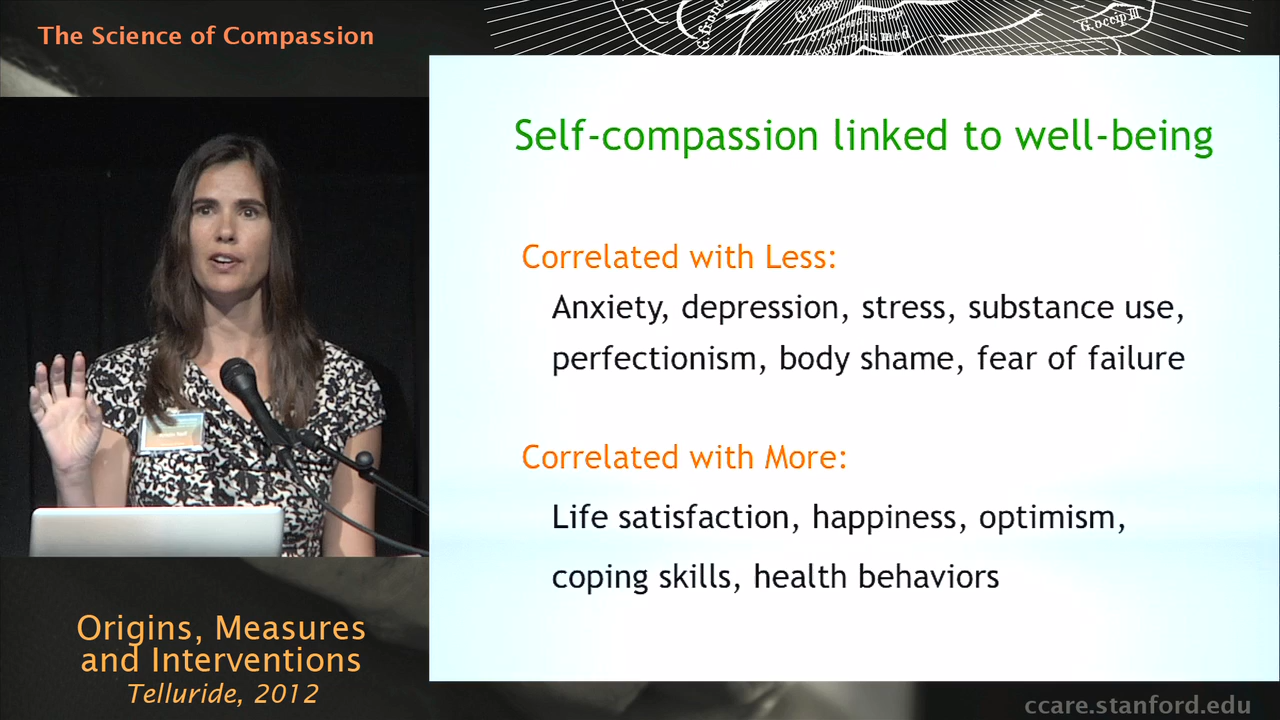 The Science of Compassion
G. occip III
Self-compassion linked to well-being
Correlated with Less:
Anxiety, depression, stress, substance use,
perfectionism, body shame, fear of failure
Correlated with More:
Life satisfaction, happiness, optimism,
coping skills, health behaviors
Origins, Measures
and Interventions
Telluride, 2012
ccare.stanford.edu